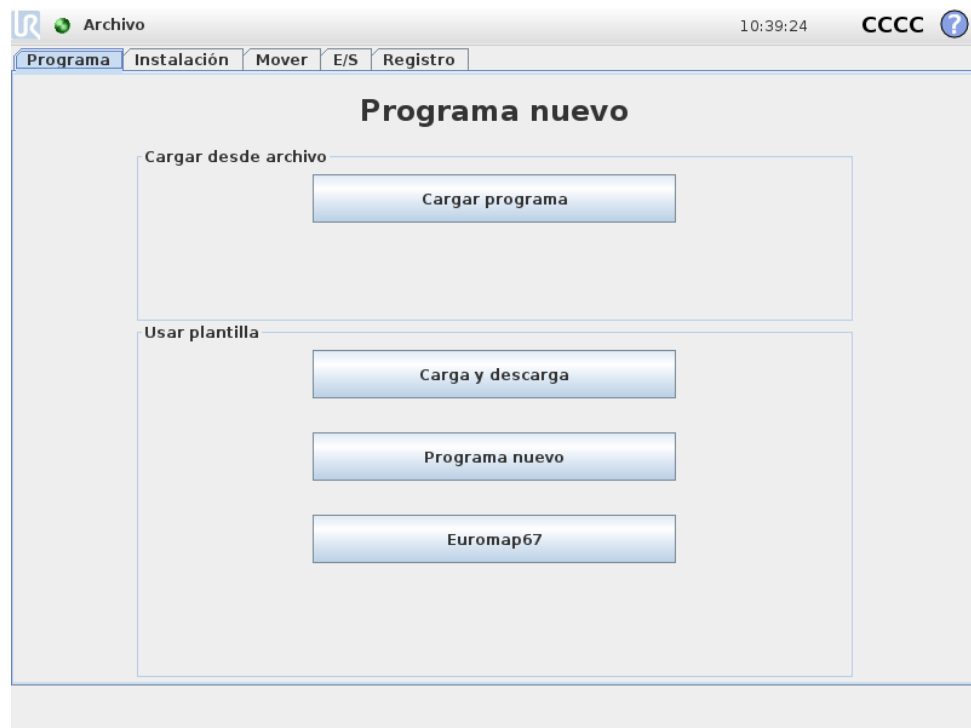 UR Archivo 10:39:24 CCCC ?
Programa Instalación Mover E/S Registro
Programa nuevo
Cargar desde archivo
Cargar programa
Usar plantilla
Carga y descarga
Programa nuevo
Euromap67